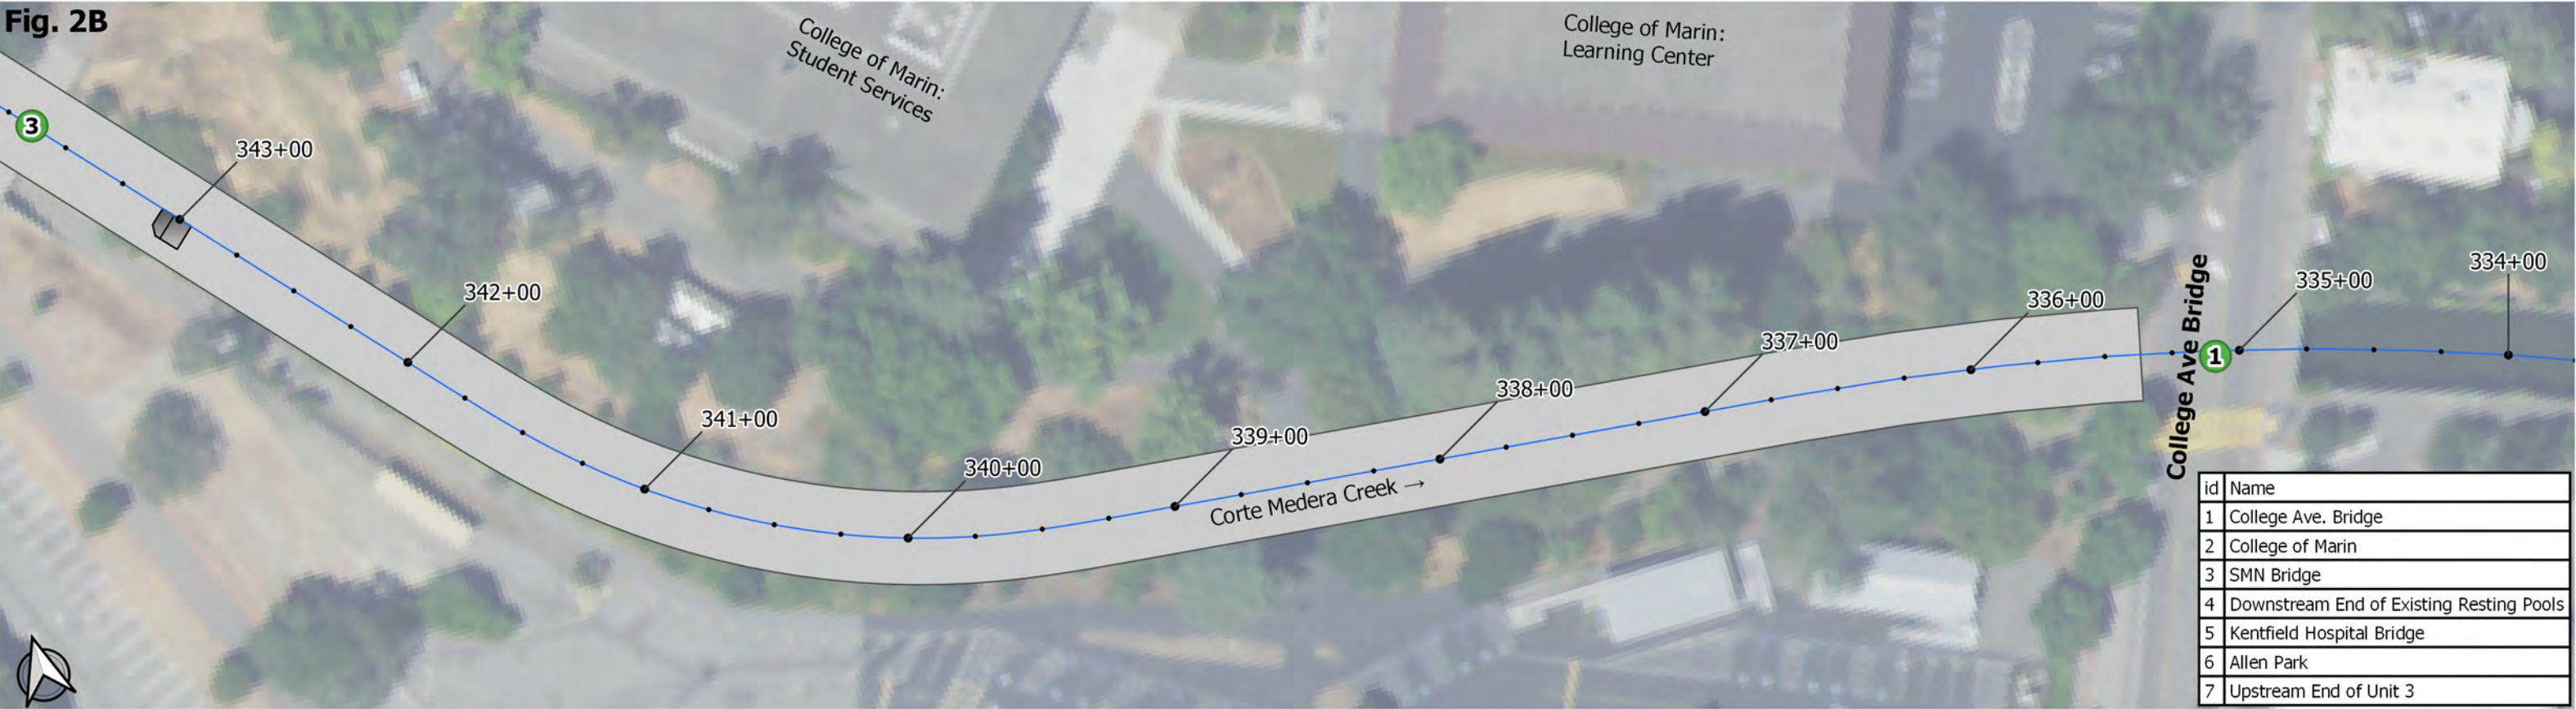 Fig. 2B
College of Marin:
Student Services
College of Marin:
Learning Center
3
343+00
342+00
341+00
340+00
339+00
338+00
337+00
336+00
335+00
334+00
1
College Ave Bridge
Corte Medera Creek →
id Name
1 College Ave. Bridge
2 College of Marin
3 SMN Bridge
4 Downstream End of Existing Resting Pools
5 Kentfield Hospital Bridge
6 Allen Park
7 Upstream End of Unit 3